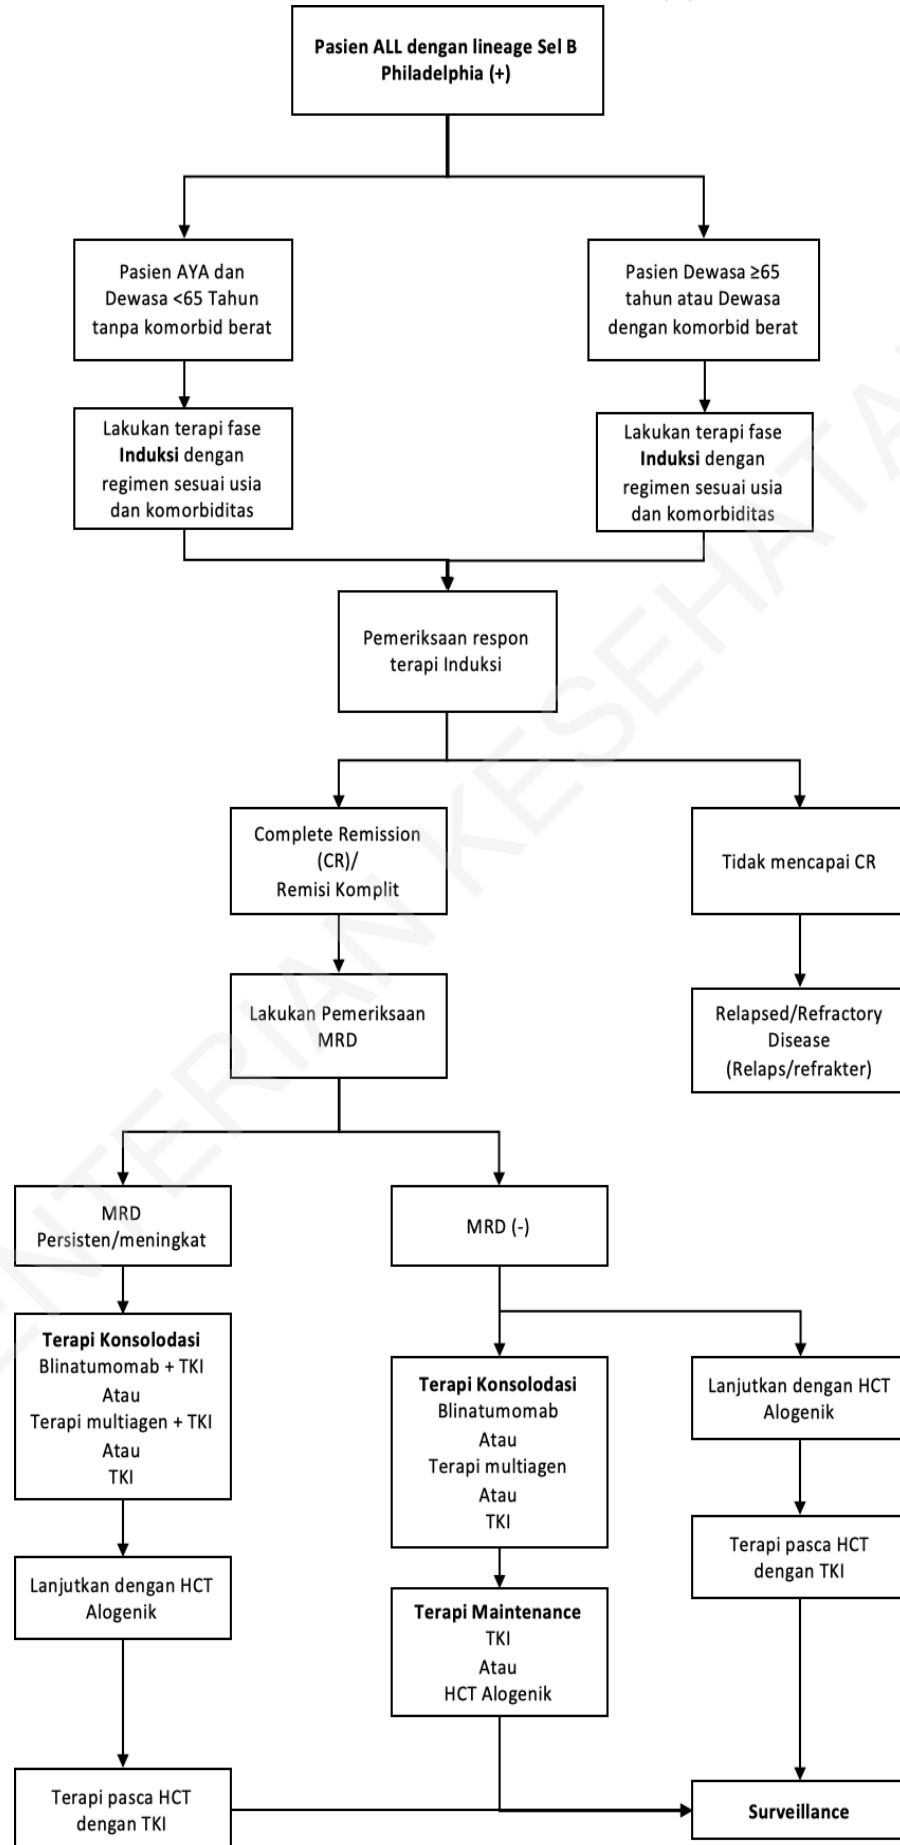 Pasien ALL dengan lineage Sel B
Philadelphia (+)
Pasien AYA dan
Dewasa <65 Tahun
tanpa komorbid berat
Pasien Dewasa ≥65
tahun atau Dewasa
dengan komorbid berat
Lakukan terapi fase
Induksi dengan
regimen sesuai usia
dan komorbiditas
Lakukan terapi fase
Induksi dengan
regimen sesuai usia
dan komorbiditas
Pemeriksaan respon
terapi Induksi
Complete Remission
(CR)/
Remisi Komplit
Tidak mencapai CR
Lakukan Pemeriksaan
MRD
Relapsed/Refractory
Disease
(Relaps/refrakter)
MRD
Persisten/meningkat
MRD (-)
Terapi Konsolodasi
Blinatumomab + TKI
Atau
Terapi multiagen + TKI
Atau
TKI
Terapi Konsolodasi
Blinatumomab
Atau
Terapi multiagen
Atau
TKI
Lanjutkan dengan HCT
Alogenik
Terapi pasca HCT
dengan TKI
Lanjutkan dengan HCT
Alogenik
Terapi Maintenance
TKI
Atau
HCT Alogenik
Terapi pasca HCT
dengan TKI
Surveillance
ENTERIAN KESEHATA